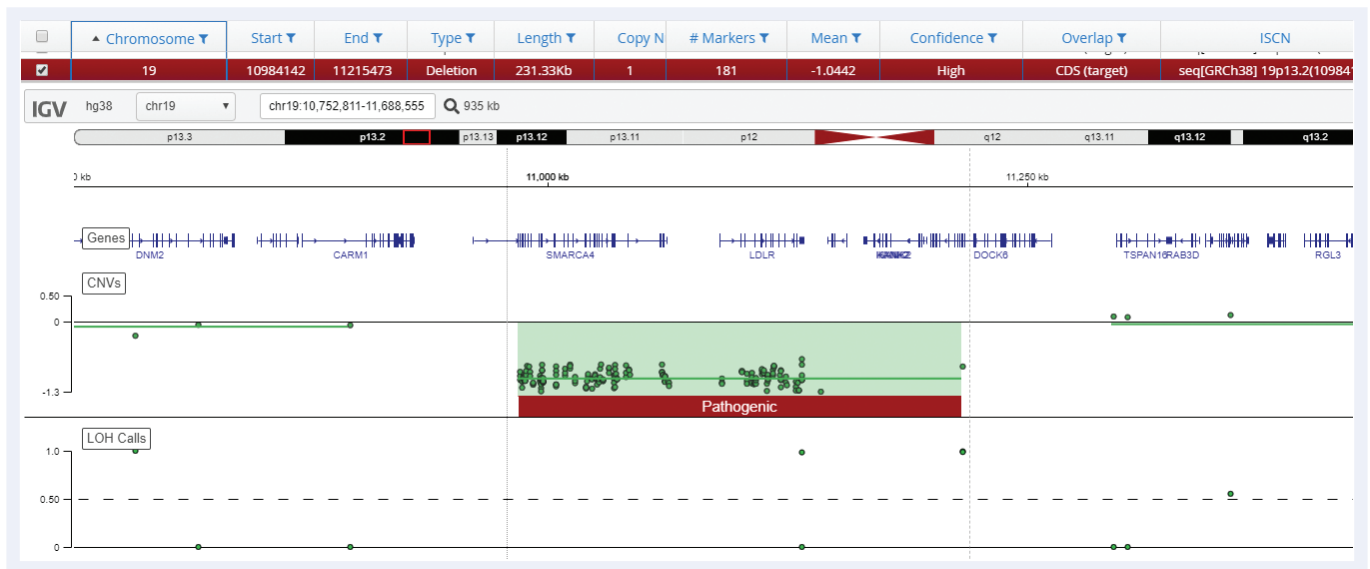 Chromosome Start End Type Length Copy N # Markers Mean Confidence Overlap ISCN
19 10984142 11215473 Deletion 231.33Kb 1 181 -1.0442 High CDS (target) seq[GRCh38] 19p13.2(10984
IGV hg38 chr19 chr19:10,752,811-11,688,555 935 kb
p13.3 p13.2 p13.13 p13.12 p13.11 p12 q12 q13.11 q13.12 q13.2
kb 11,000 kb 11,250 kb
Genes
DNM2 CARM1 SMARCA4 LDLR DOCK6 TSPAN16 RAB3D RGL3
CNVs
0.50
0
-1.3
Pathogenic
LOH Calls
1.0
0.50
0